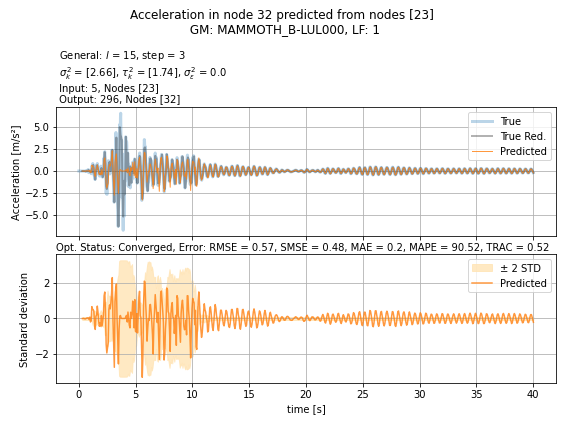 Acceleration in node 32 predicted from nodes [23]
GM: MAMMOTH_B-LUL000, LF: 1
General: l = 15, step = 3
σ²ₖ = [2.66], τ²ₖ = [1.74], σ²_ε = 0.0
Input: 5, Nodes [23]
Output: 296, Nodes [32]
Acceleration [m/s²]
5.0
2.5
0.0
−2.5
−5.0
True
True Red.
Predicted
Opt. Status: Converged, Error: RMSE = 0.57, SMSE = 0.48, MAE = 0.2, MAPE = 90.52, TRAC = 0.52
Standard deviation
2
0
−2
± 2 STD
Predicted
0 5 10 15 20 25 30 35 40
time [s]